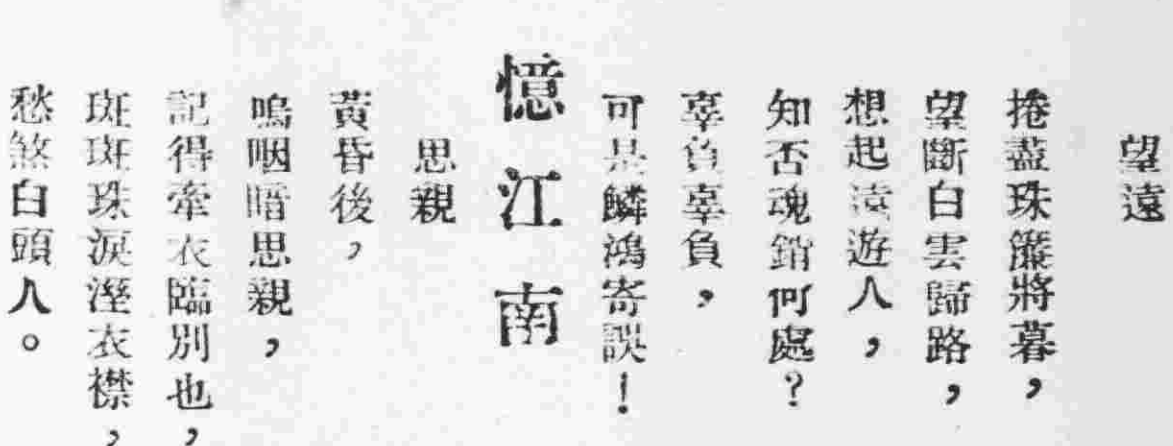 望遠
捲盡珠簾將暮，
望斷白雲歸路，
想起遠遊人，
知否魂銷何處？
辜負辜負，
可是鱗鴻寄誤！
憶江南
思親
黃昏後，
嗚咽暗思親，
記得牽衣臨別也，
斑斑珠淚溼衣襟，
愁煞白頭人。